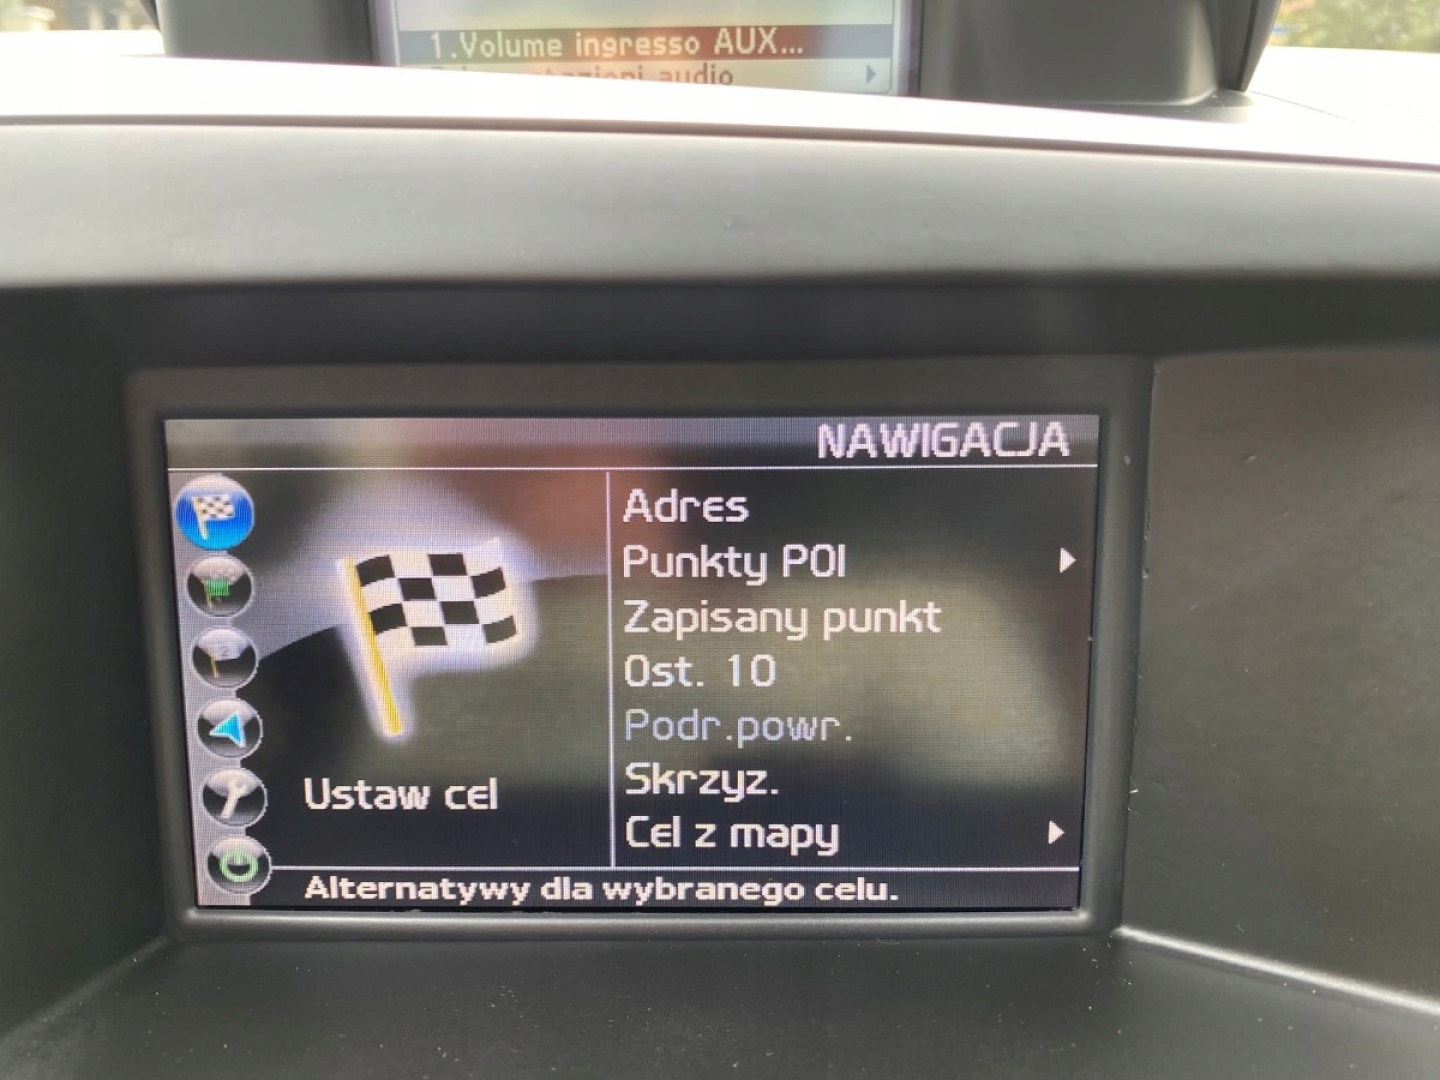 1.Volume ingresso AUX...
audio
NAWIGACJA
Adres
Punkty POI
Zapisany punkt
Ost. 10
Podr.powr.
Skrzyz.
Cel z mapy
Ustaw cel
Alternatywy dla wybranego celu.